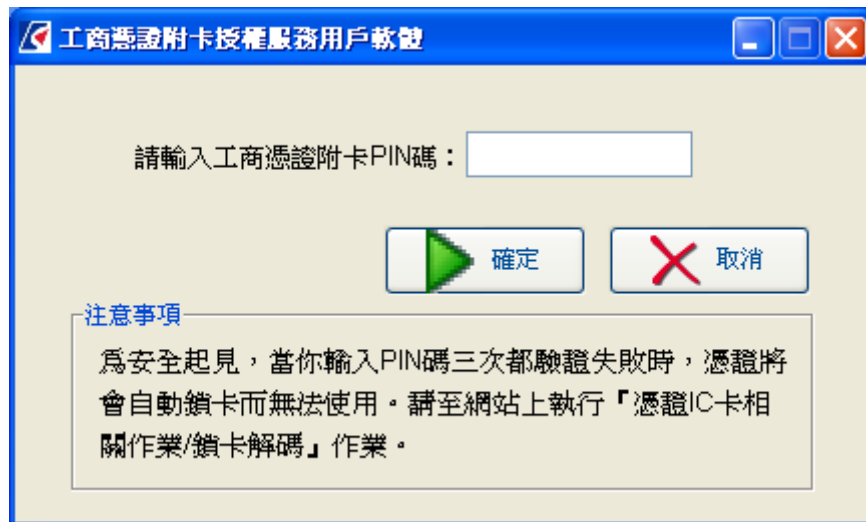 工商憑證附卡授權服務用戶軟體
請輸入工商憑證附卡PIN碼：
確定
取消
注意事項
為安全起見，當你輸入PIN碼三次都驗證失敗時，憑證將
會自動鎖卡而無法使用。請至網站上執行『憑證IC卡相
關作業/鎖卡解碼』作業。